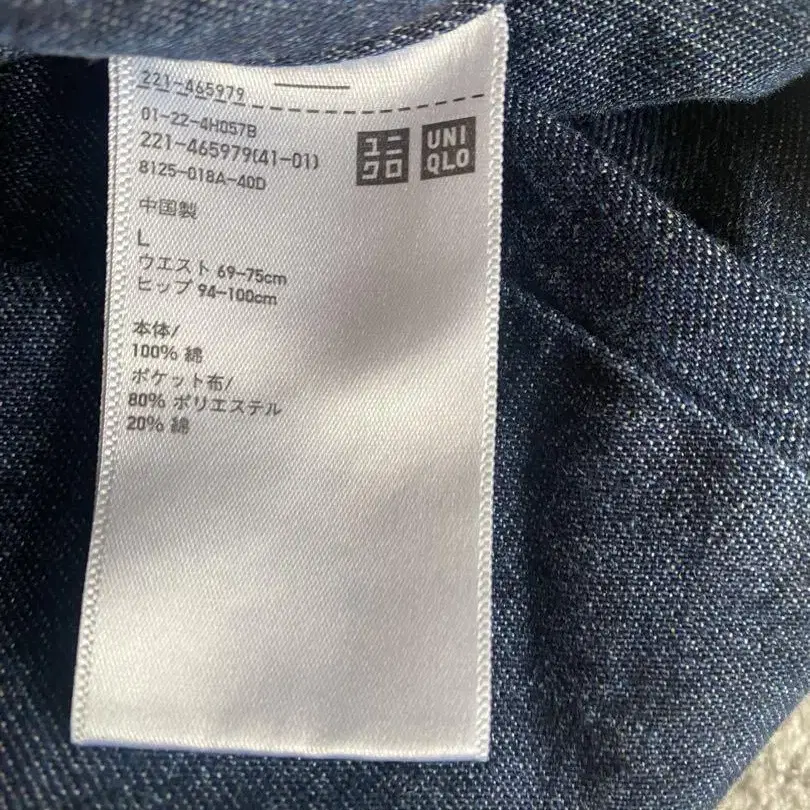 221-465979
01-22-4H057B
221-465979(41-01)
8125-018A-40D
ユニクロ
UNIQLO
中国製
L
ウエスト 69-75cm
ヒップ 94-100cm
本体/
100% 綿
ポケット布/
80% ポリエステル
20% 綿